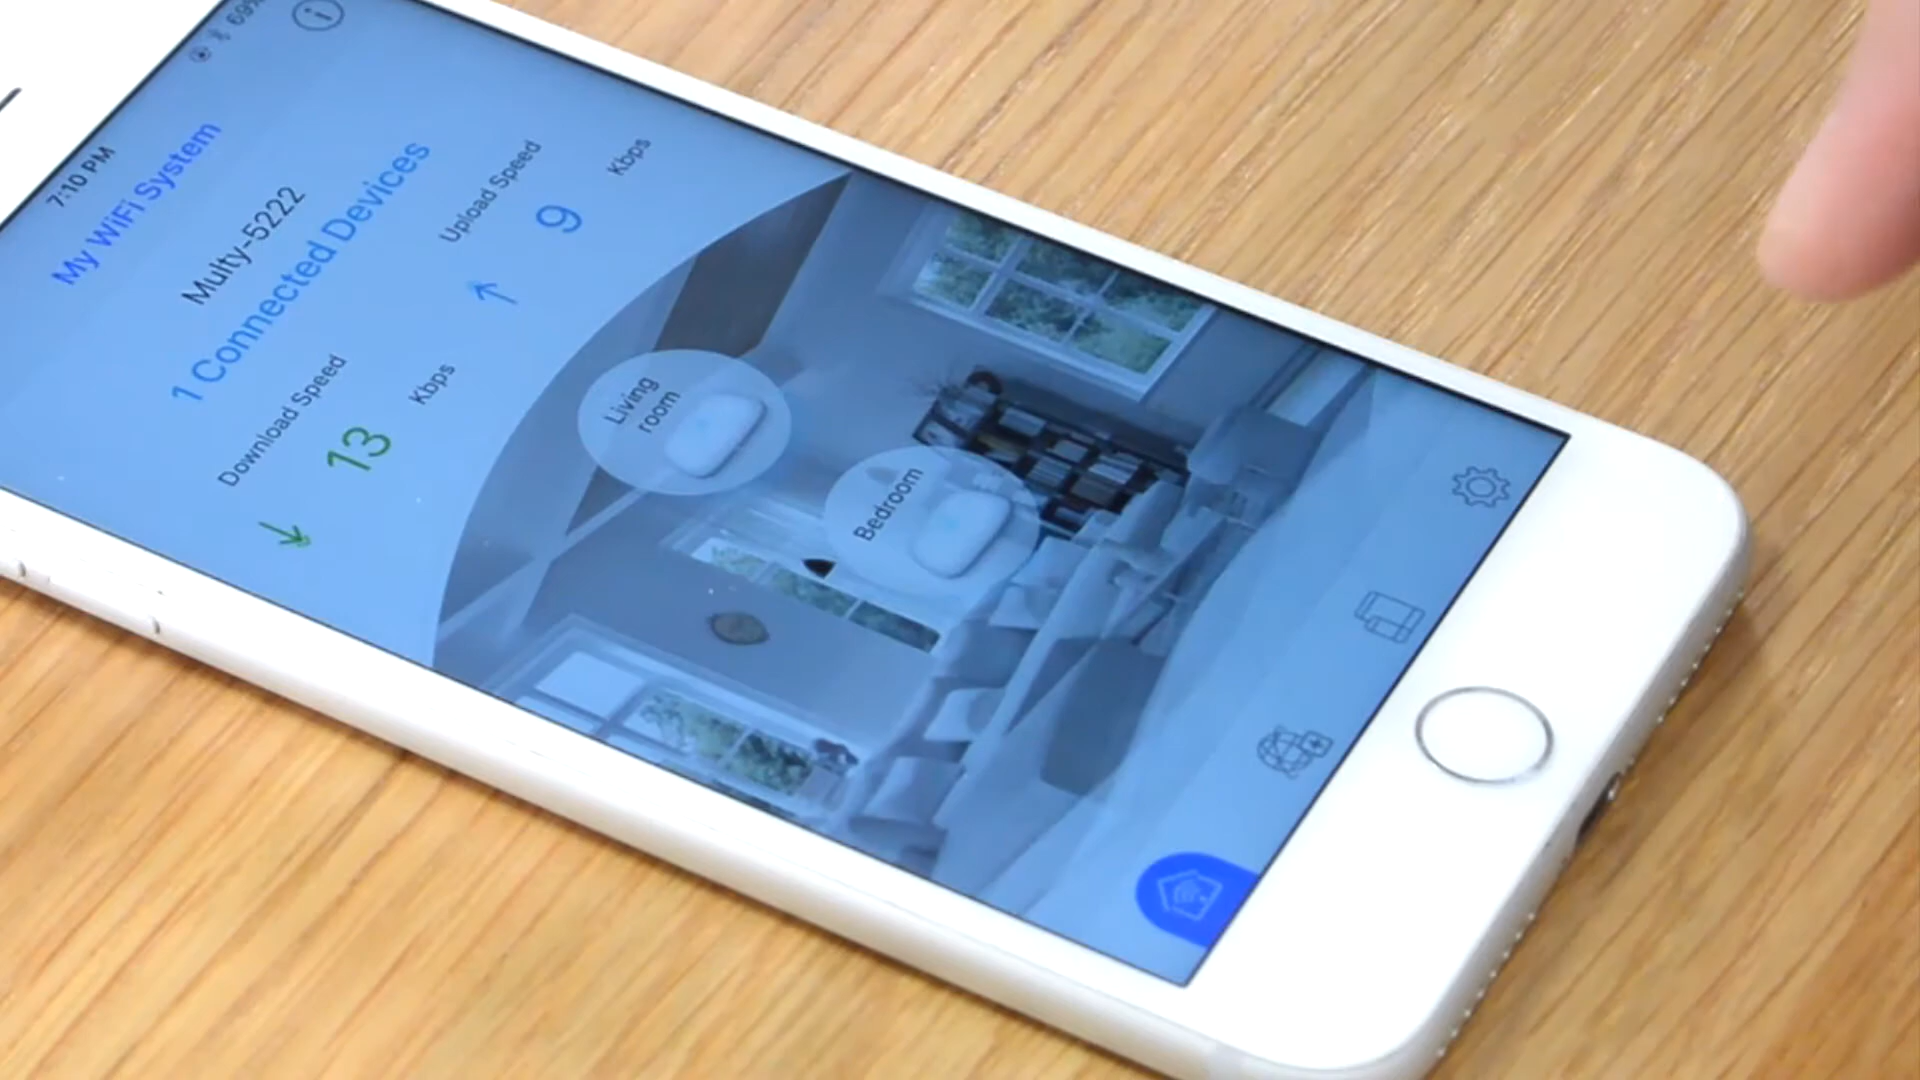 7:10 PM
69%
My WiFi System
Multy-5222
1 Connected Devices
Download Speed
Upload Speed
13
Kbps
9
Kbps
Living
room
Bedroom